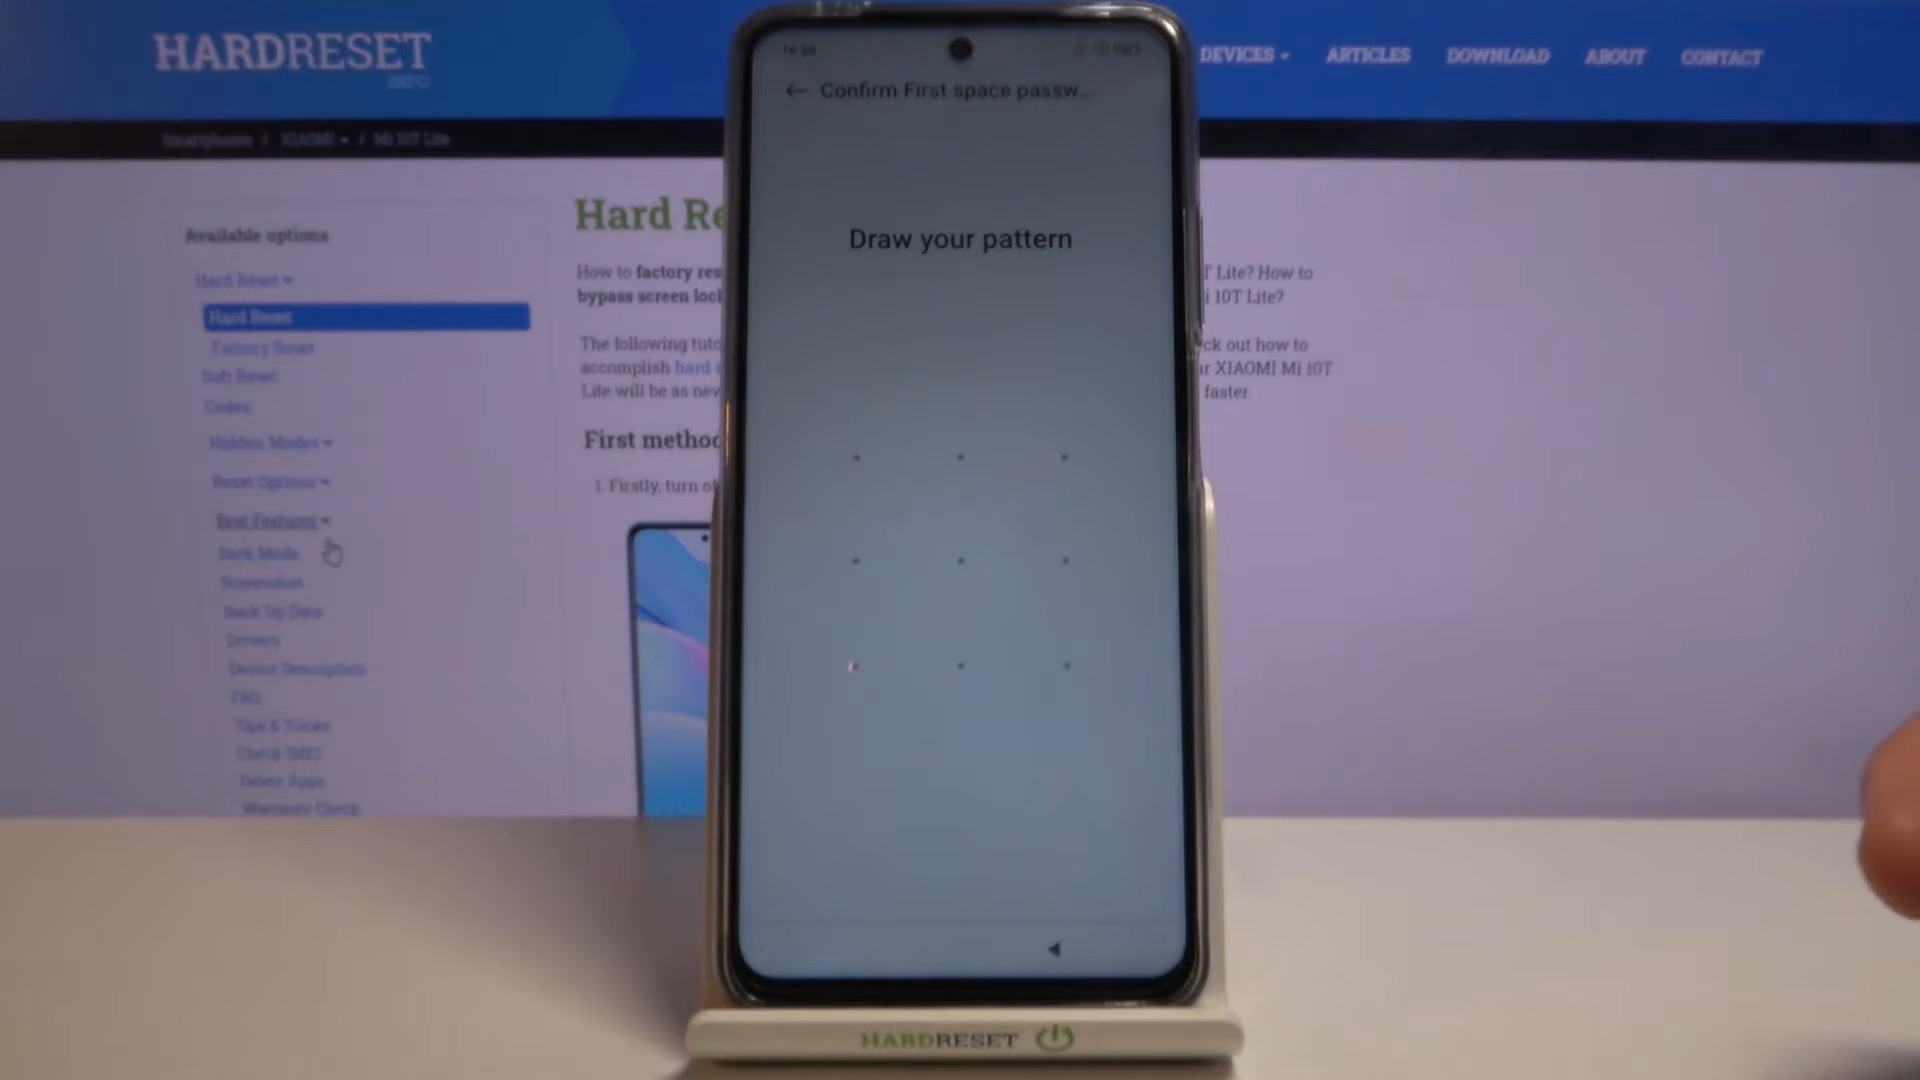 HARDRESET
INFO
DEVICES
ARTICLES
DOWNLOAD
ABOUT
CONTACT
Smartphones / XIAOMI / Mi 10T Lite
Available options
Hard Reset
Hard Reset
Factory Reset
Soft Reset
Codes
Hidden Modes
Reset Options
Best Features
Dark Mode
Screenshot
Back Up Data
Drivers
Device Description
FAQ
Tips & Tricks
Check IMEI
Delete Apps
Warranty Check
Hard Re
How to factory res
T Lite? How to
bypass screen loc
i 10T Lite?
The following tuto
ck out how to
accomplish hard
r XIAOMI Mi 10T
Lite will be as new
faster
First method
1. Firstly, turn of
← Confirm First space passw...
Draw your pattern
HARDRESET